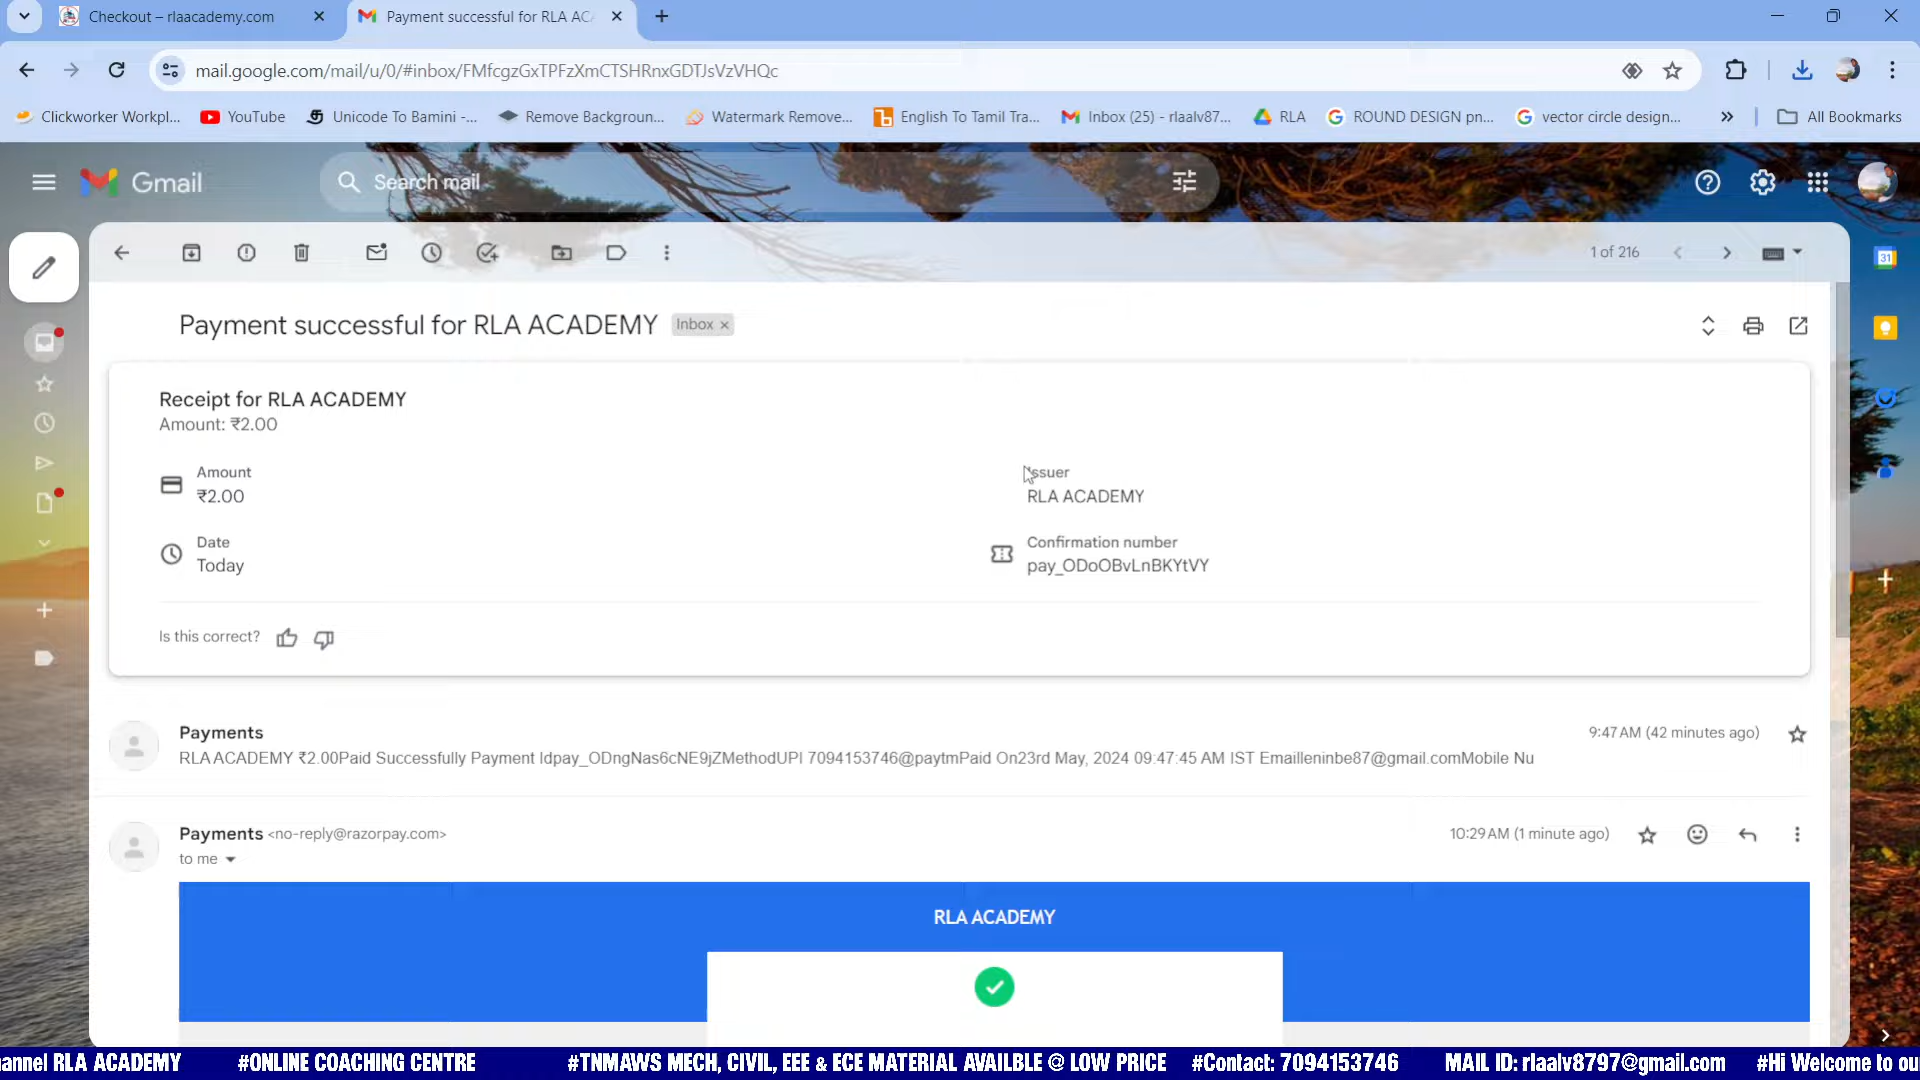 Checkout – rlaacademy.com
Payment successful for RLA AC
mail.google.com/mail/u/0/#inbox/FMfcgzGxTPFzXmCTSHRnxGDTJsVzVHQc
Clickworker Workpl...
YouTube
Unicode To Bamini -...
Remove Backgroun...
Watermark Remove...
English To Tamil Tra...
Inbox (25) - rlaalv87...
RLA
ROUND DESIGN pn...
vector circle design...
All Bookmarks
Gmail
Search mail
1 of 216
31
Payment successful for RLA ACADEMY
Inbox
Receipt for RLA ACADEMY
Amount: ₹2.00
Amount
₹2.00
Issuer
RLA ACADEMY
Date
Today
Confirmation number
pay_ODoOBvLnBKYtVY
Is this correct?
Payments
9:47 AM (42 minutes ago)
RLA ACADEMY ₹2.00Paid Successfully Payment Idpay_ODngNas6cNE9jZMethodUPI 7094153746@paytmPaid On23rd May, 2024 09:47:45 AM IST Emailleninbe87@gmail.comMobile Nu
Payments <no-reply@razorpay.com>
10:29 AM (1 minute ago)
to me
RLA ACADEMY
hannel RLA ACADEMY #ONLINE COACHING CENTRE #TNMAWS MECH, CIVIL, EEE & ECE MATERIAL AVAILBLE @ LOW PRICE #Contact: 7094153746 MAIL ID: rlaalv8797@gmail.com #Hi Welcome to ou